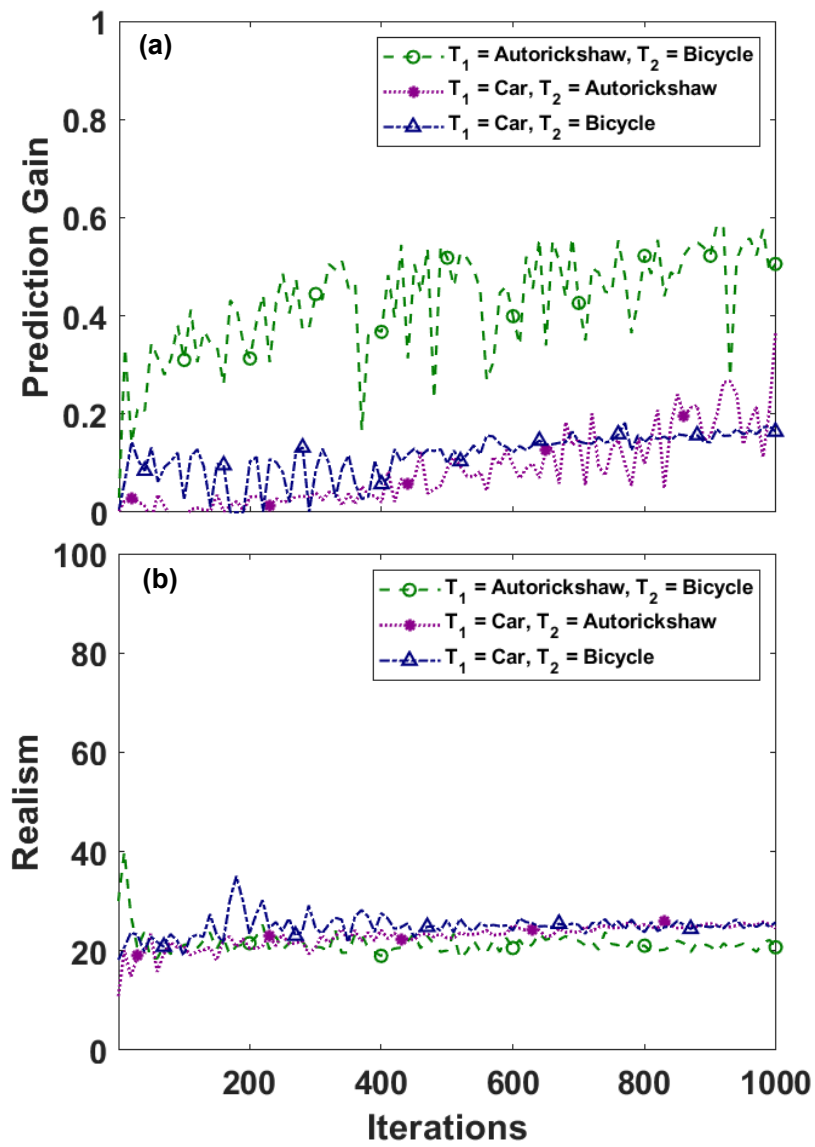 (a)
T1 = Autorickshaw, T2 = Bicycle
T1 = Car, T2 = Autorickshaw
T1 = Car, T2 = Bicycle
Prediction Gain
1
0.8
0.6
0.4
0.2
0
(b)
T1 = Autorickshaw, T2 = Bicycle
T1 = Car, T2 = Autorickshaw
T1 = Car, T2 = Bicycle
Realism
100
80
60
40
20
0
200 400 600 800 1000
Iterations